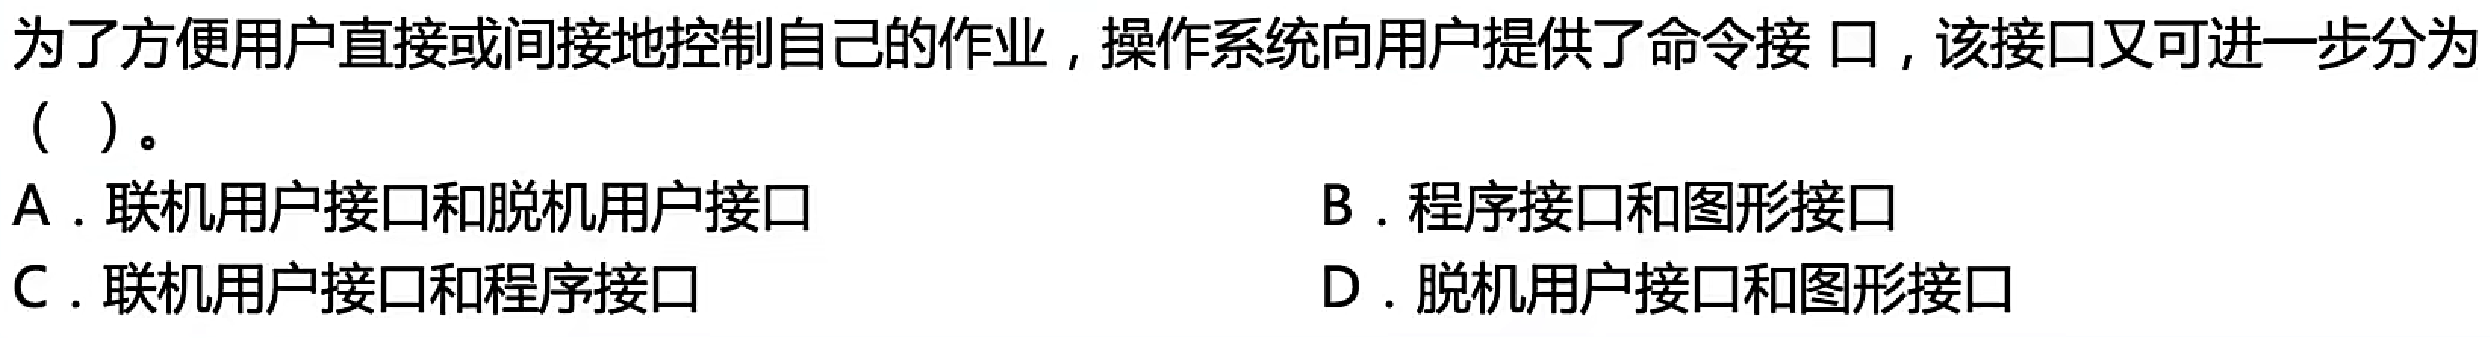 为了方便用户直接或间接地控制自己的作业，操作系统向用户提供了命令接 口，该接口又可进一步分为
（ ）。
A．联机用户接口和脱机用户接口 B．程序接口和图形接口
C．联机用户接口和程序接口 D．脱机用户接口和图形接口